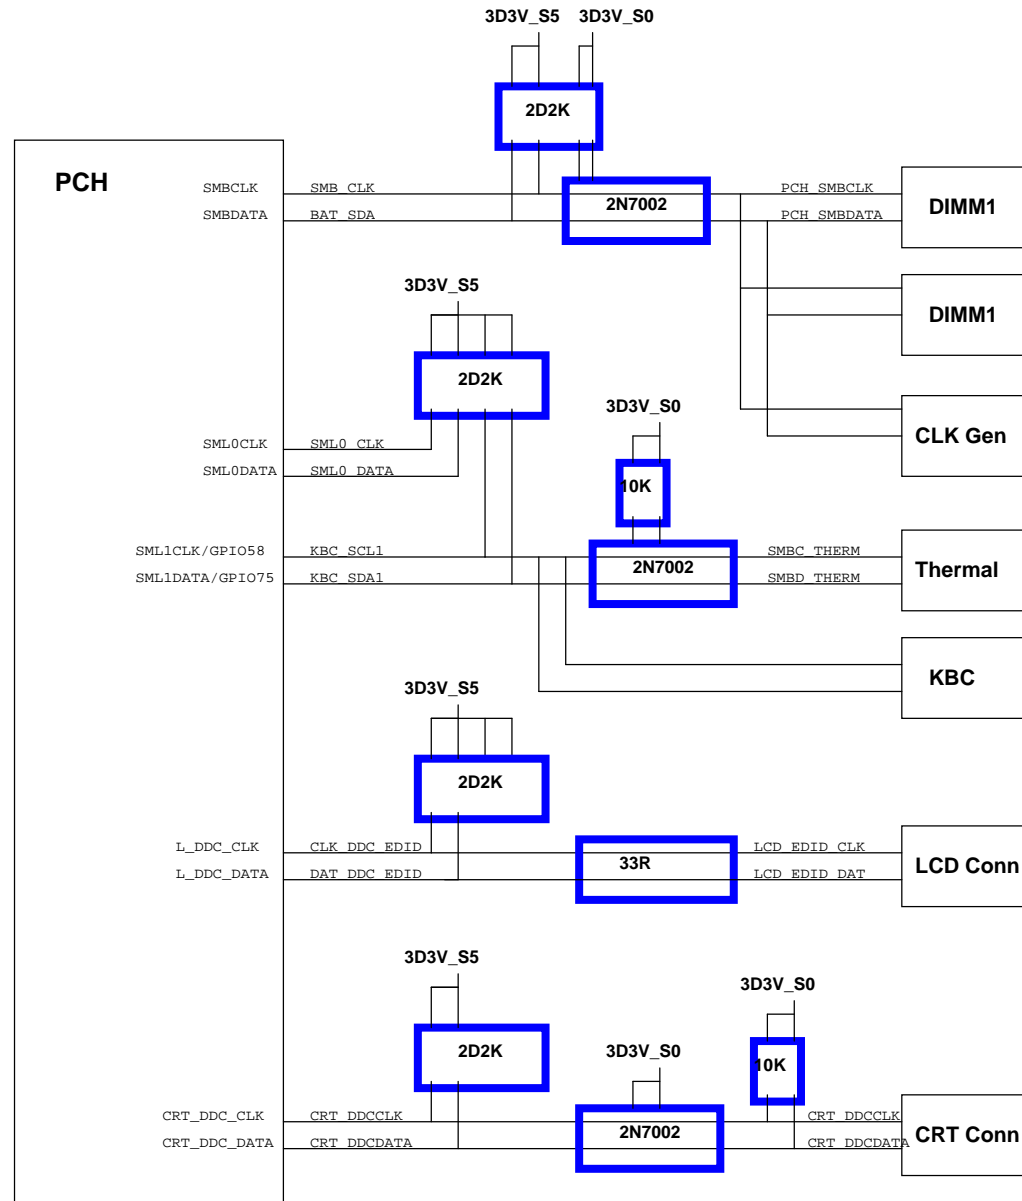 3D3V_S5 3D3V_S0
2D2K
PCH
SMBCLK SMB_CLK 2N7002 PCH_SMBCLK DIMM1
SMBDATA BAT_SDA PCH_SMBDATA
3D3V_S5
DIMM1
2D2K
3D3V_S0
CLK Gen
SML0CLK SML0_CLK
SML0DATA SML0_DATA
10K
SML1CLK/GPIO58 KBC_SCL1 2N7002 SMBC_THERM Thermal
SML1DATA/GPIO75 KBC_SDA1 SMBD_THERM
KBC
3D3V_S5
2D2K
L_DDC_CLK CLK_DDC_EDID 33R LCD_EDID_CLK LCD Conn
L_DDC_DATA DAT_DDC_EDID LCD_EDID_DAT
3D3V_S5
3D3V_S0
2D2K 3D3V_S0 10K
CRT_DDC_CLK CRT_DDCCLK 2N7002 CRT_DDCCLK CRT Conn
CRT_DDC_DATA CRT_DDCDATA CRT_DDCDATA